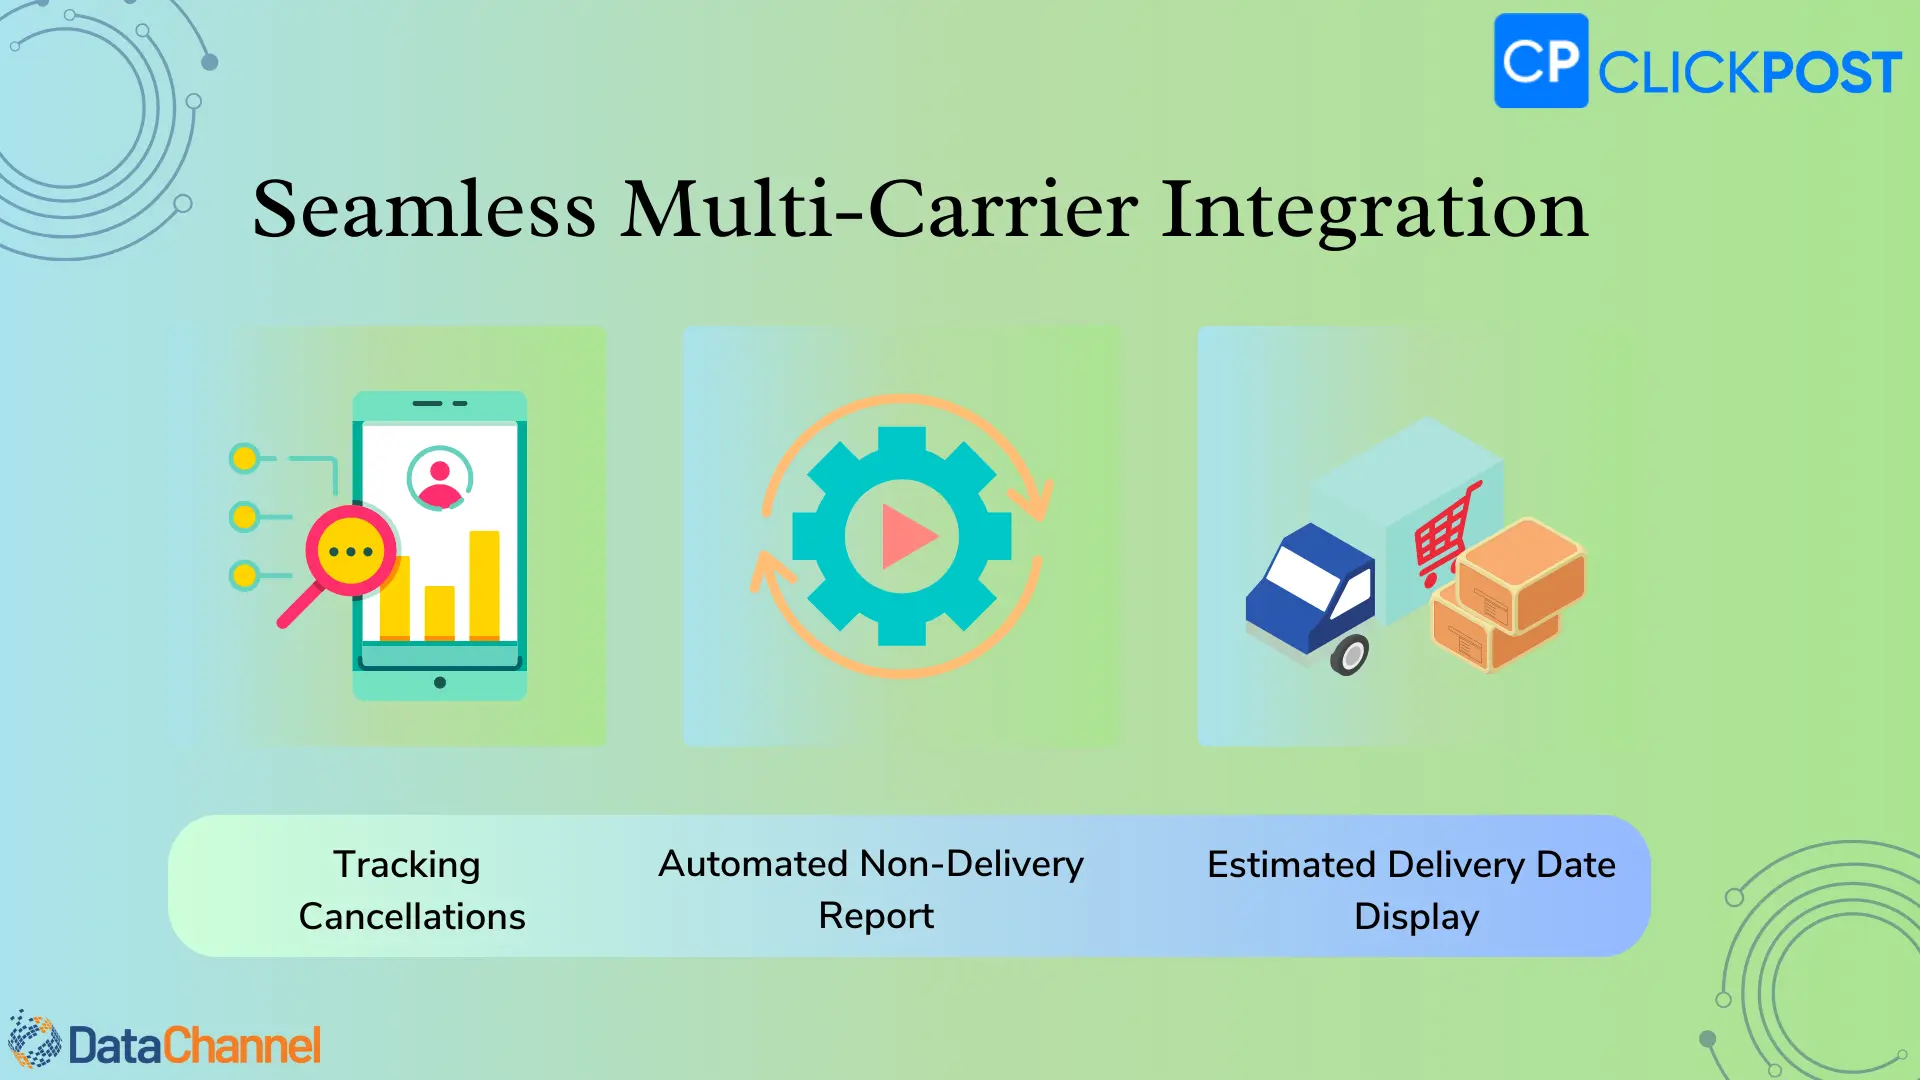 CP CLICKPOST
Seamless Multi-Carrier Integration
Tracking
Cancellations
Automated Non-Delivery
Report
Estimated Delivery Date
Display
DataChannel